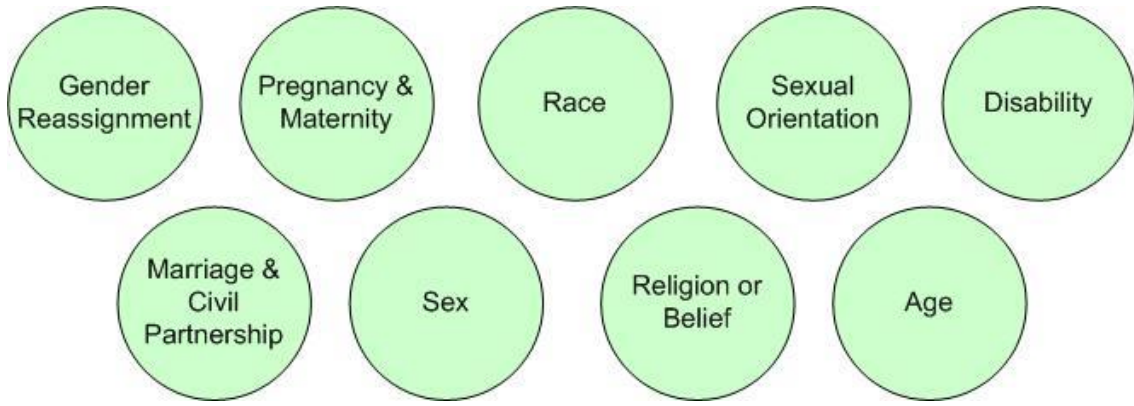 Gender
Reassignment
Pregnancy &
Maternity
Race
Sexual
Orientation
Disability
Marriage &
Civil
Partnership
Sex
Religion or
Belief
Age